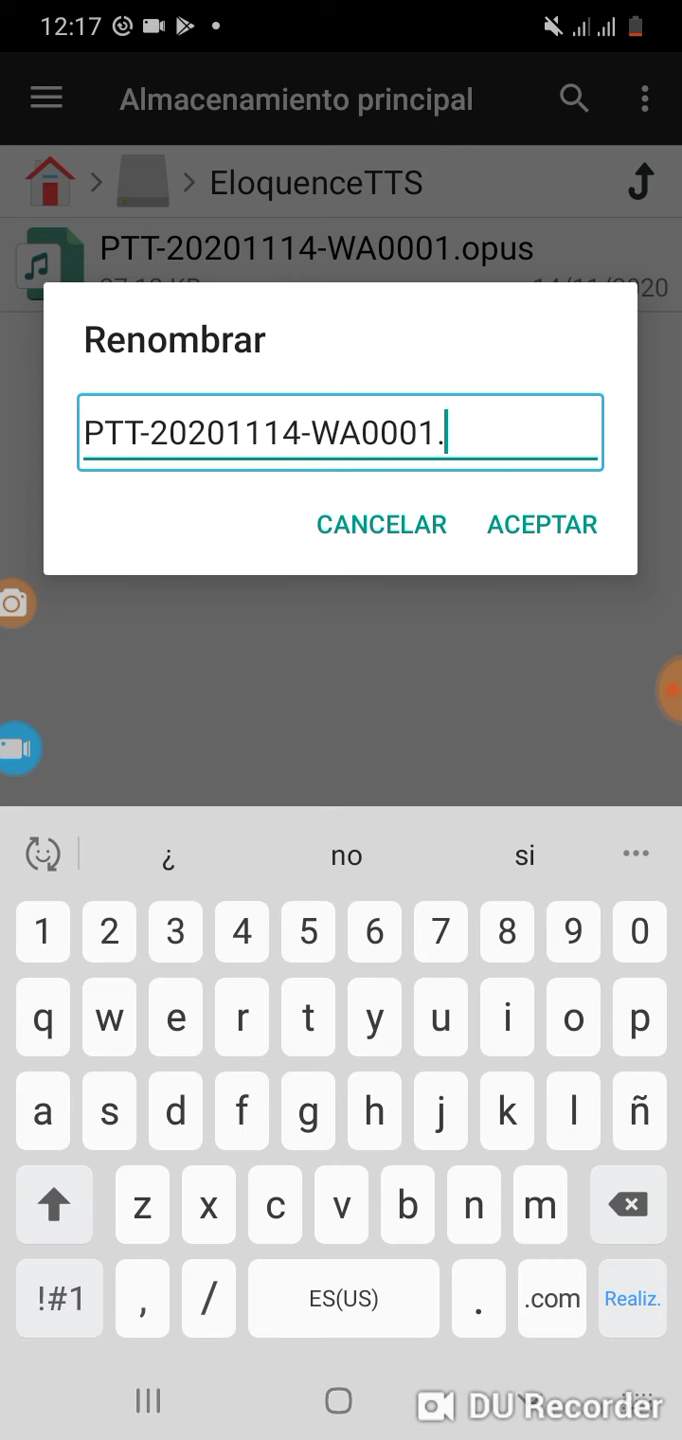 12:17
Almacenamiento principal
EloquenceTTS
PTT-20201114-WA0001.opus
Renombrar
PTT-20201114-WA0001.
CANCELAR ACEPTAR
¿ no si
1 2 3 4 5 6 7 8 9 0
q w e r t y u i o p
a s d f g h j k l ñ
z x c v b n m
!#1 , / ES(US) . .com Realiz.
DU Recorder